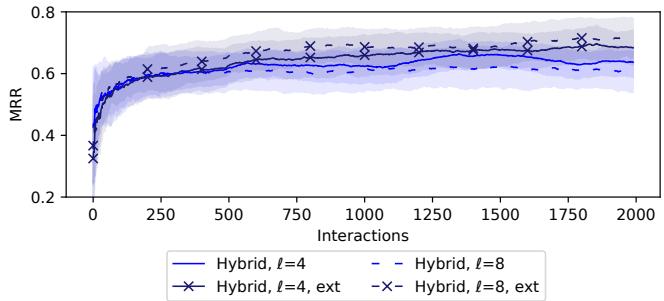 0.8
0.6
0.4
0.2
MRR
0 250 500 750 1000 1250 1500 1750 2000
Interactions
Hybrid, ℓ=4 Hybrid, ℓ=8
Hybrid, ℓ=4, ext Hybrid, ℓ=8, ext